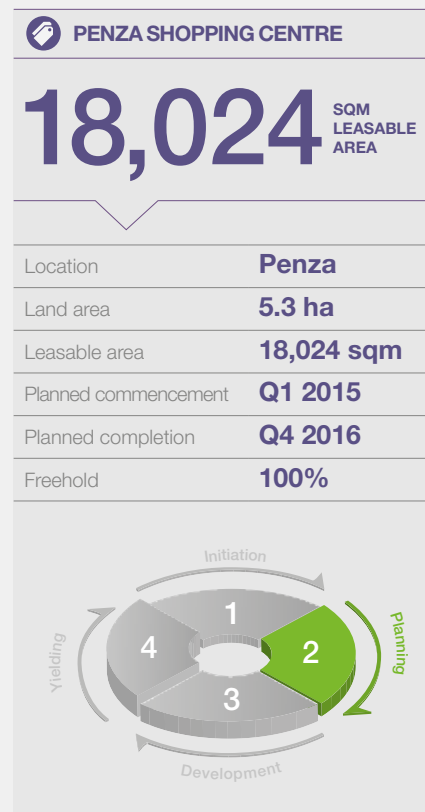 PENZA SHOPPING CENTRE
18,024 SQM
LEASABLE
AREA
Location Penza
Land area 5.3 ha
Leasable area 18,024 sqm
Planned commencement Q1 2015
Planned completion Q4 2016
Freehold 100%
Initiation
1
Planning
2
3
Development
4
Yielding